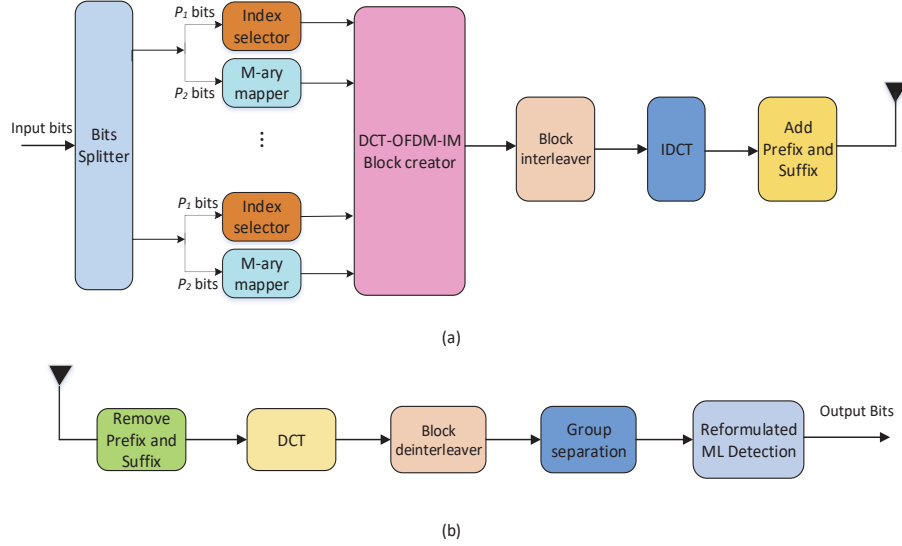 P1 bits
Index
selector
P2 bits
M-ary
mapper
Input bits
Bits
Splitter
...
P1 bits
Index
selector
P2 bits
M-ary
mapper
DCT-OFDM-IM
Block creator
Block
interleaver
IDCT
Add
Prefix and
Suffix
(a)
Remove
Prefix and
Suffix
DCT
Block
deinterleaver
Group
separation
Reformulated
ML Detection
Output Bits
(b)